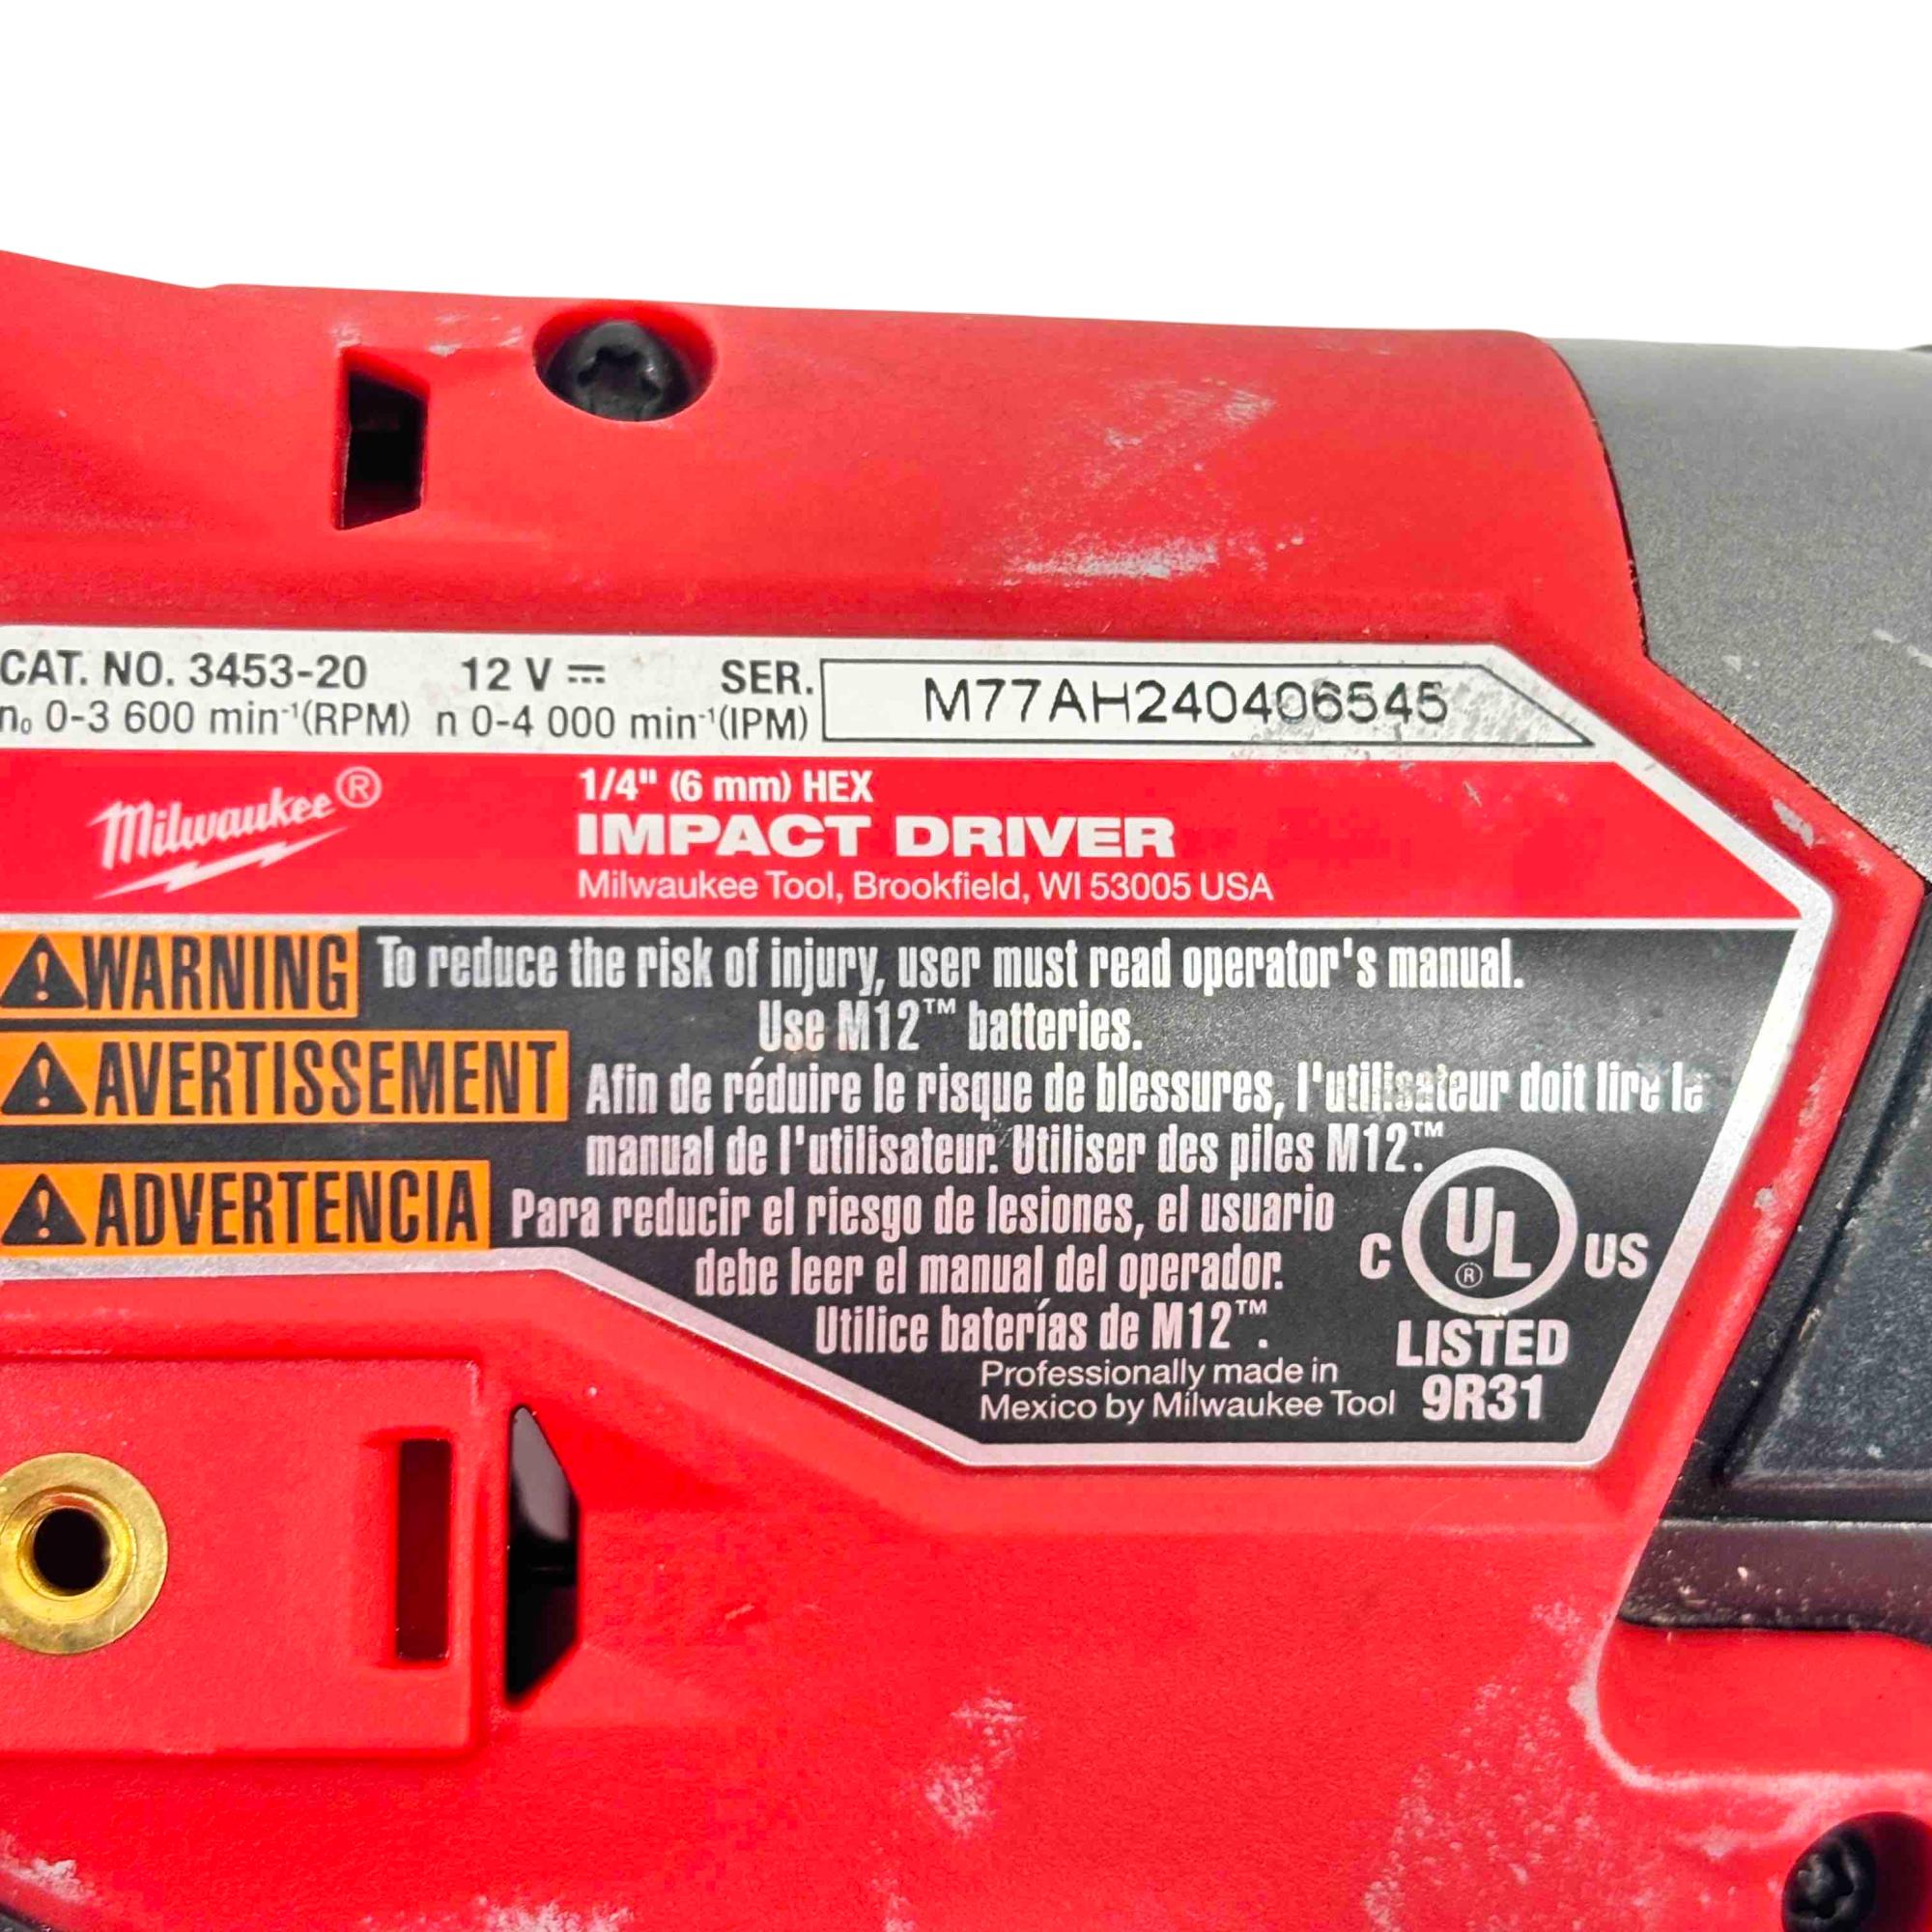 CAT. NO. 3453-20 12 V ⎓ SER. M77AH240406545
n₀ 0-3 600 min⁻¹(RPM) n 0-4 000 min⁻¹(IPM)
Milwaukee®
1/4" (6 mm) HEX
IMPACT DRIVER
Milwaukee Tool, Brookfield, WI 53005 USA
⚠WARNING To reduce the risk of injury, user must read operator's manual.
Use M12™ batteries.
⚠AVERTISSEMENT Afin de réduire le risque de blessures, l'utilisateur doit lire le
manual de l'utilisateur. Utiliser des piles M12™.
⚠ADVERTENCIA Para reducir el riesgo de lesiones, el usuario
debe leer el manual del operador.
Utilice baterías de M12™.
Professionally made in
Mexico by Milwaukee Tool
C UL® US
LISTED
9R31